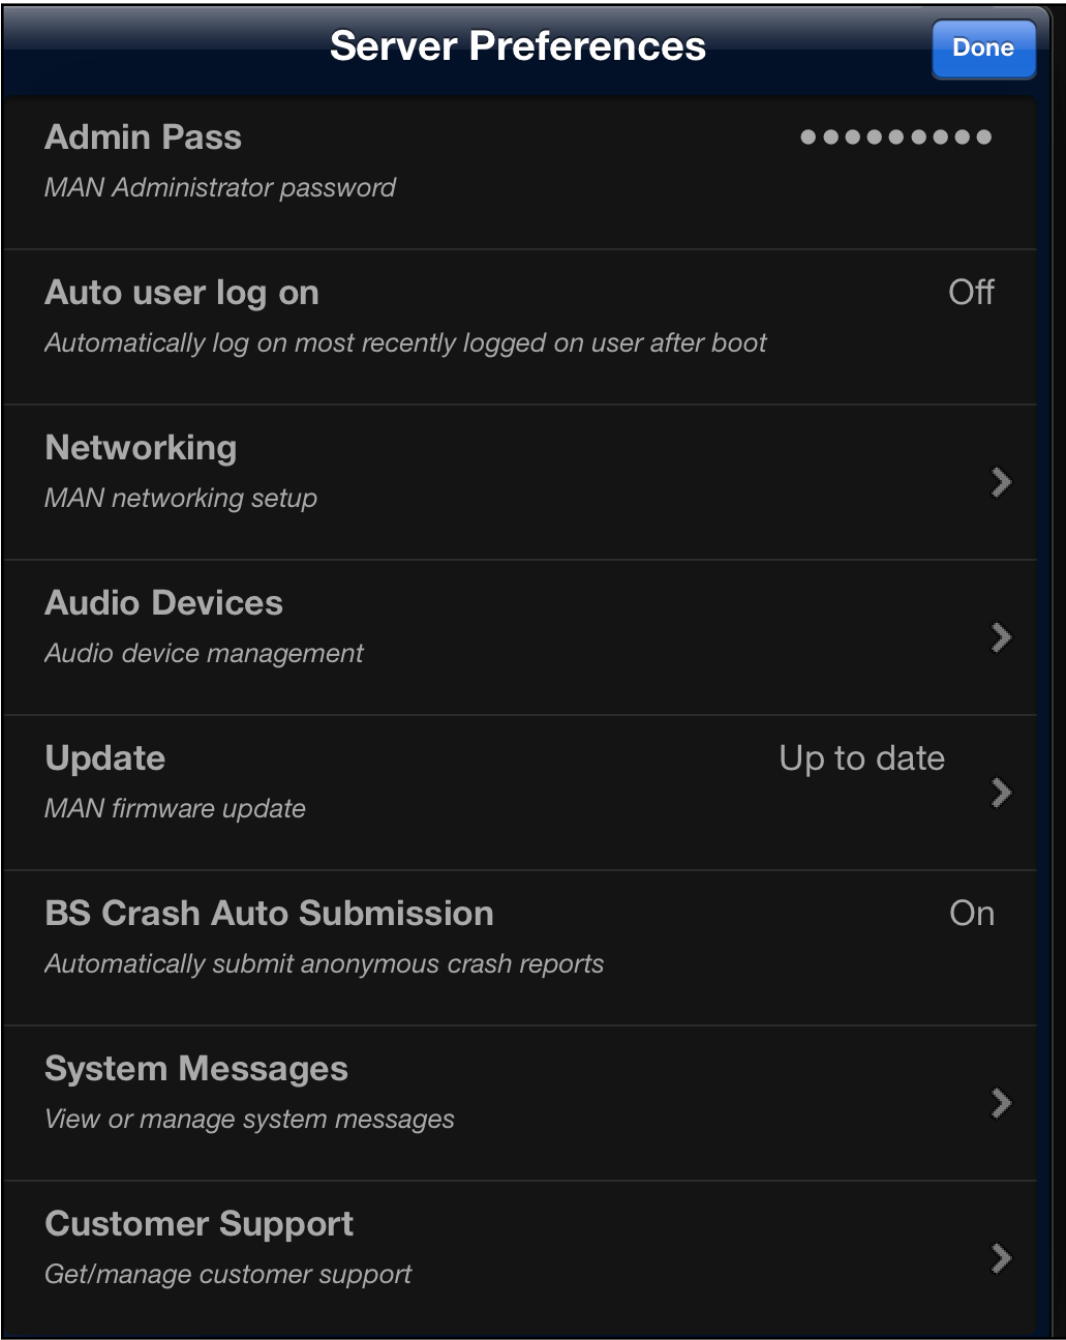 Server Preferences
Done
Admin Pass
●●●●●●●●●
MAN Administrator password
Auto user log on
Off
Automatically log on most recently logged on user after boot
Networking
MAN networking setup
Audio Devices
Audio device management
Update
Up to date
MAN firmware update
BS Crash Auto Submission
On
Automatically submit anonymous crash reports
System Messages
View or manage system messages
Customer Support
Get/manage customer support